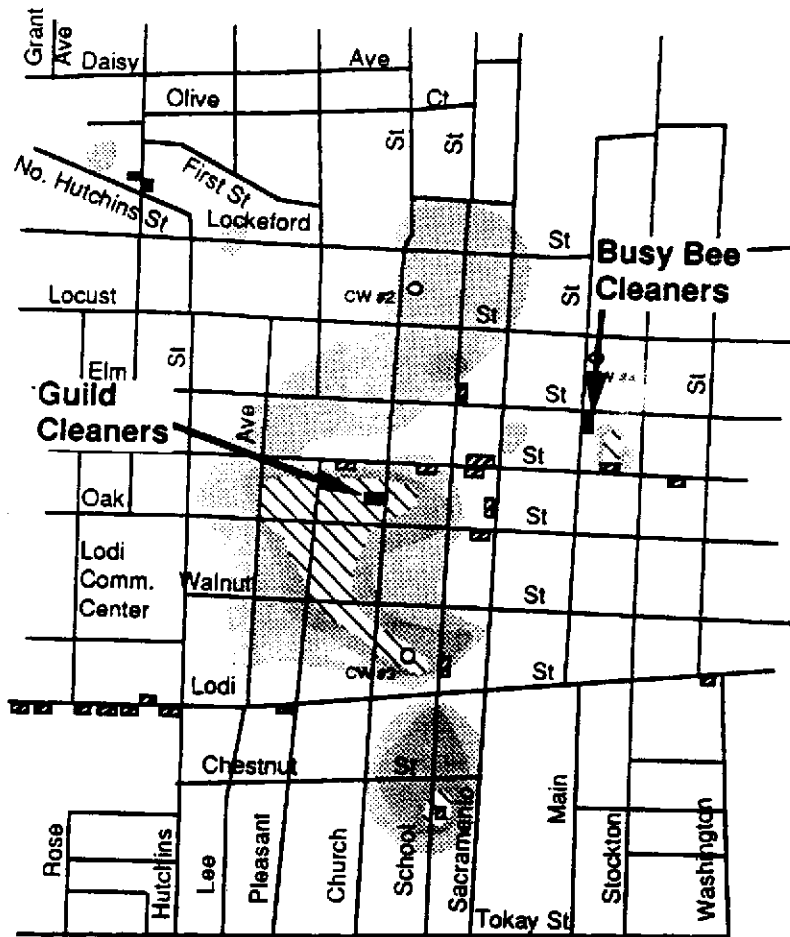 Grant
Ave
Daisy
Ave
Olive
Ct
St
St
First St
No. Hutchins St
Lockeford
St
Busy Bee
Cleaners
St
CW #2
Locust
St
St
Elm
St
St
Guild
Cleaners
Ave
St
Oak
St
Lodi
Comm.
Center
Walnut
St
CW #3
St
Lodi
Chestnut
St
Rose
Hutchins
Lee
Pleasant
Church
School
Sacramento
Main
Stockton
Washington
Tokay St